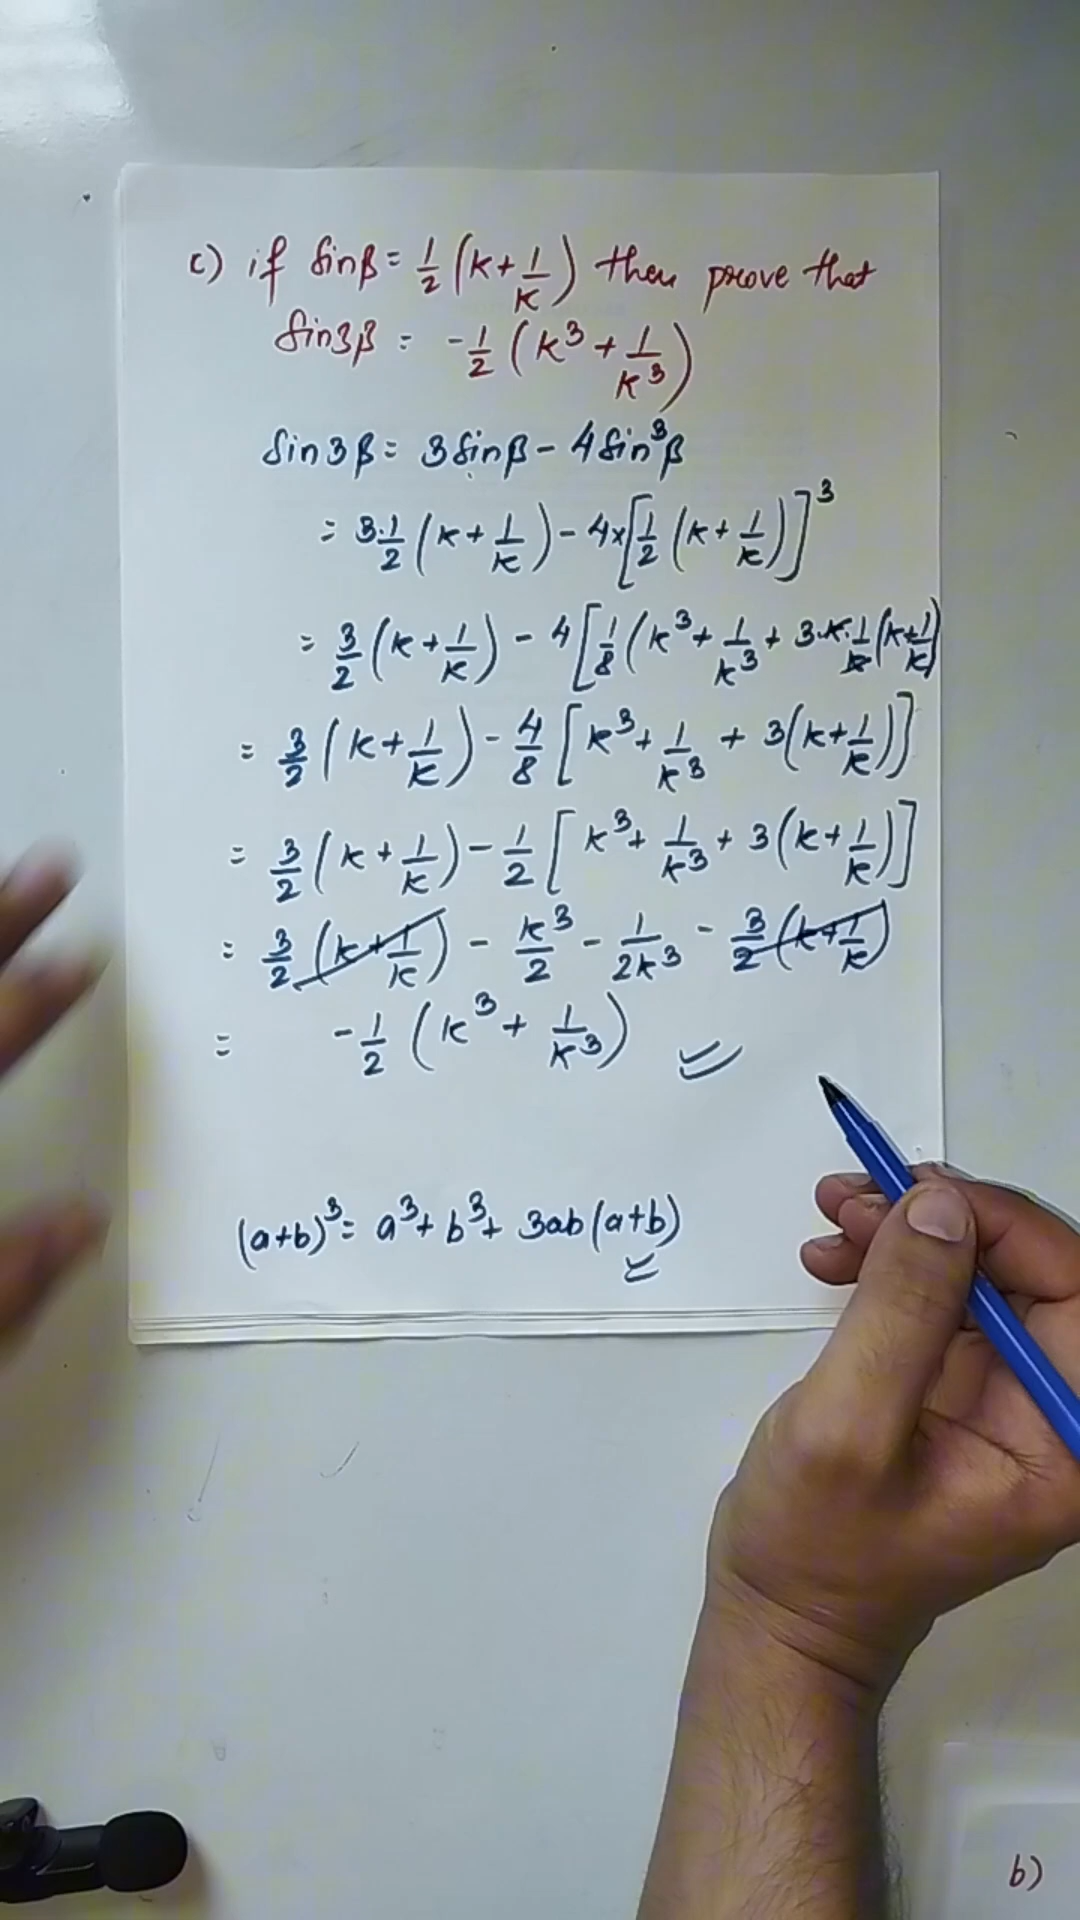 c) if sinβ = 1/2 (k + 1/k) then prove that
sin3β = -1/2 (k³ + 1/k³)
sin3β = 3sinβ - 4sin³β
= 3·1/2 (k + 1/k) - 4×[1/2 (k + 1/k)]³
= 3/2 (k + 1/k) - 4[1/8 (k³ + 1/k³ + 3·k·1/k (k + 1/k)
= 3/2 (k + 1/k) - 4/8 [k³ + 1/k³ + 3(k + 1/k)]
= 3/2 (k + 1/k) - 1/2 [k³ + 1/k³ + 3(k + 1/k)]
= 3/2 (k + 1/k) - k³/2 - 1/2k³ - 3/2 (k + 1/k)
= -1/2 (k³ + 1/k³)
(a+b)³ = a³ + b³ + 3ab(a+b)
b)